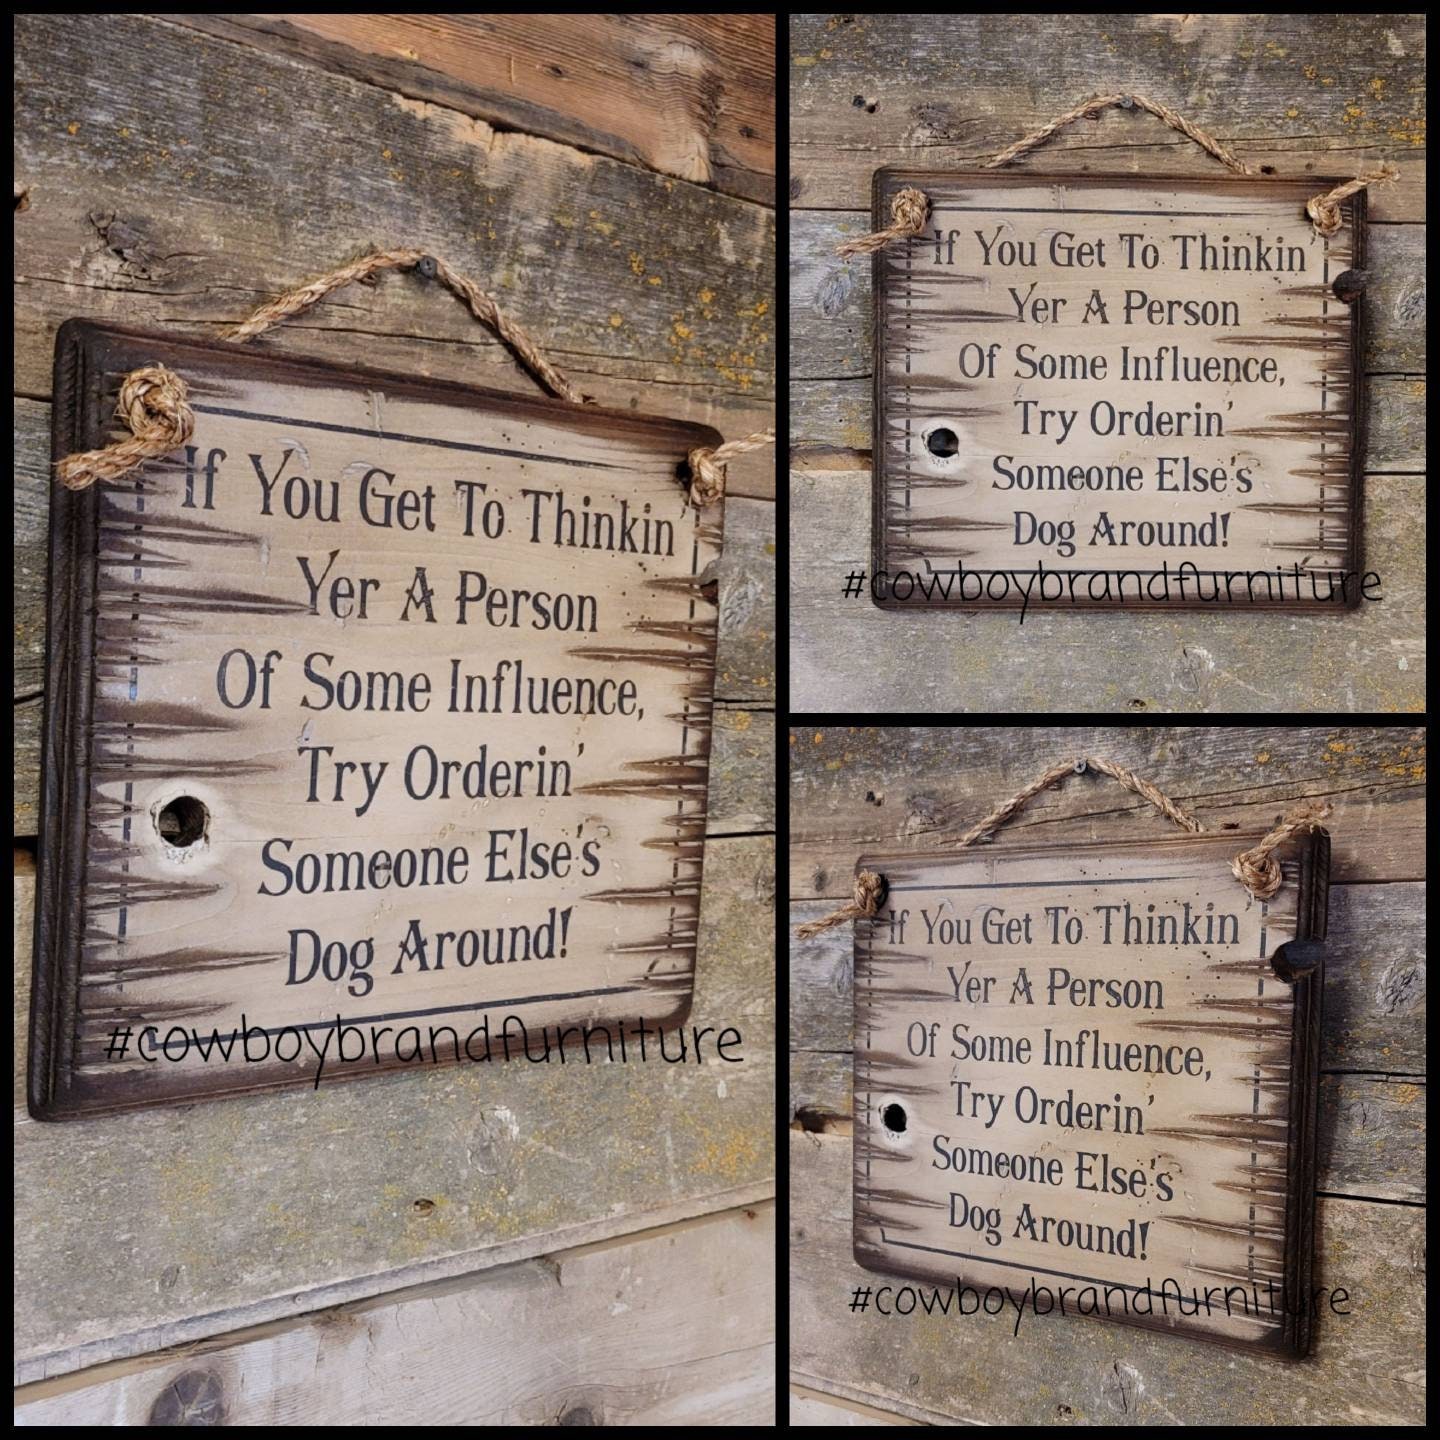 If You Get To Thinkin'
Yer A Person
Of Some Influence,
Try Orderin'
Someone Else's
Dog Around!
#cowboybrandfurniture
If You Get To Thinkin'
Yer A Person
Of Some Influence,
Try Orderin'
Someone Else's
Dog Around!
#cowboybrandfurniture
If You Get To Thinkin'
Yer A Person
Of Some Influence,
Try Orderin'
Someone Else's
Dog Around!
#cowboybrandfurniture